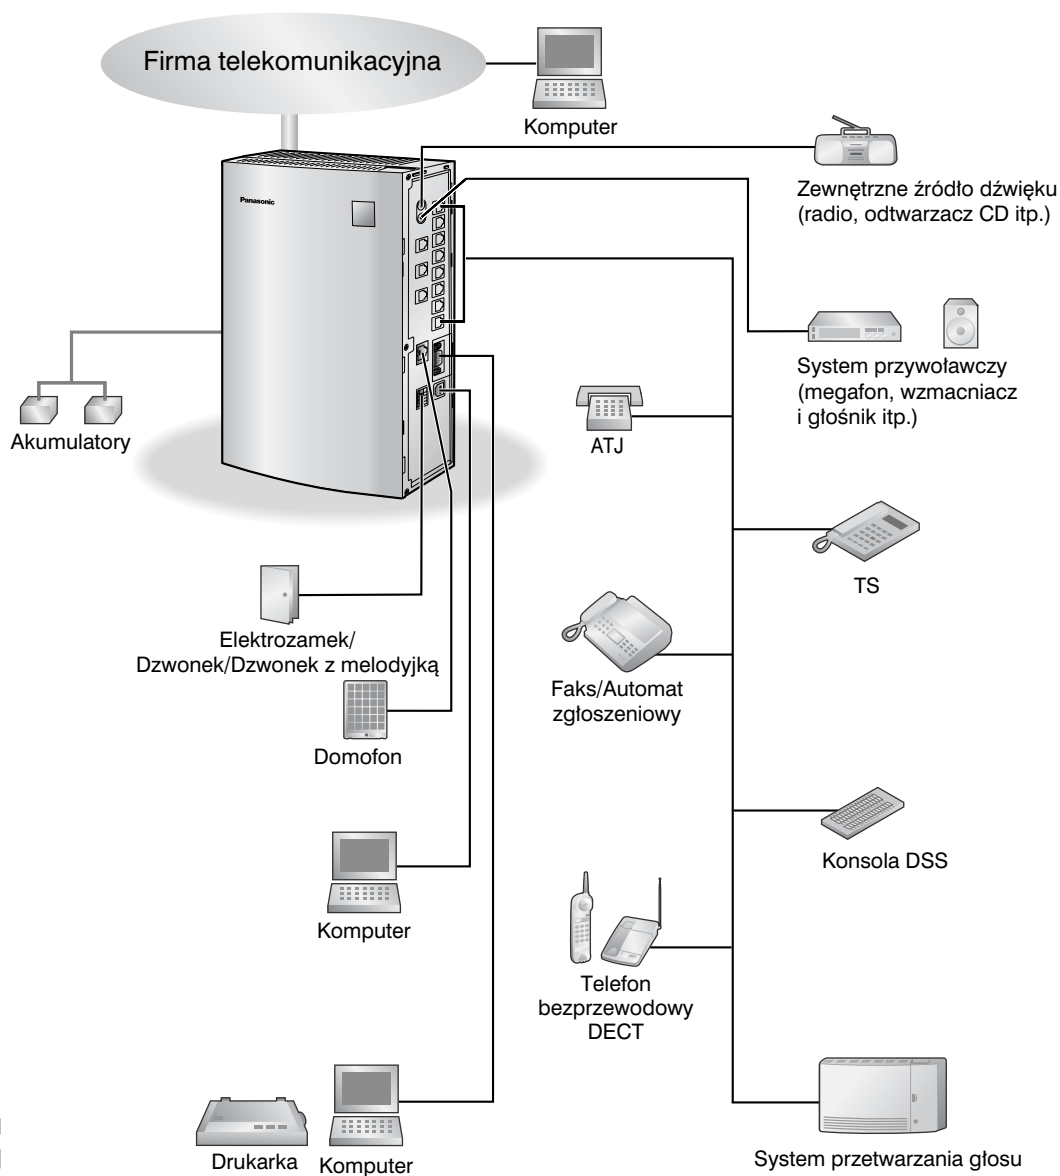 Firma telekomunikacyjna
Komputer
Zewnętrzne źródło dźwięku
(radio, odtwarzacz CD itp.)
Panasonic
System przywoławczy
(megafon, wzmacniacz
i głośnik itp.)
Akumulatory
ATJ
TS
Elektrozamek/
Dzwonek/Dzwonek z melodyjką
Faks/Automat
zgłoszeniowy
Domofon
Konsola DSS
Komputer
Telefon
bezprzewodowy
DECT
Drukarka
Komputer
System przetwarzania głosu